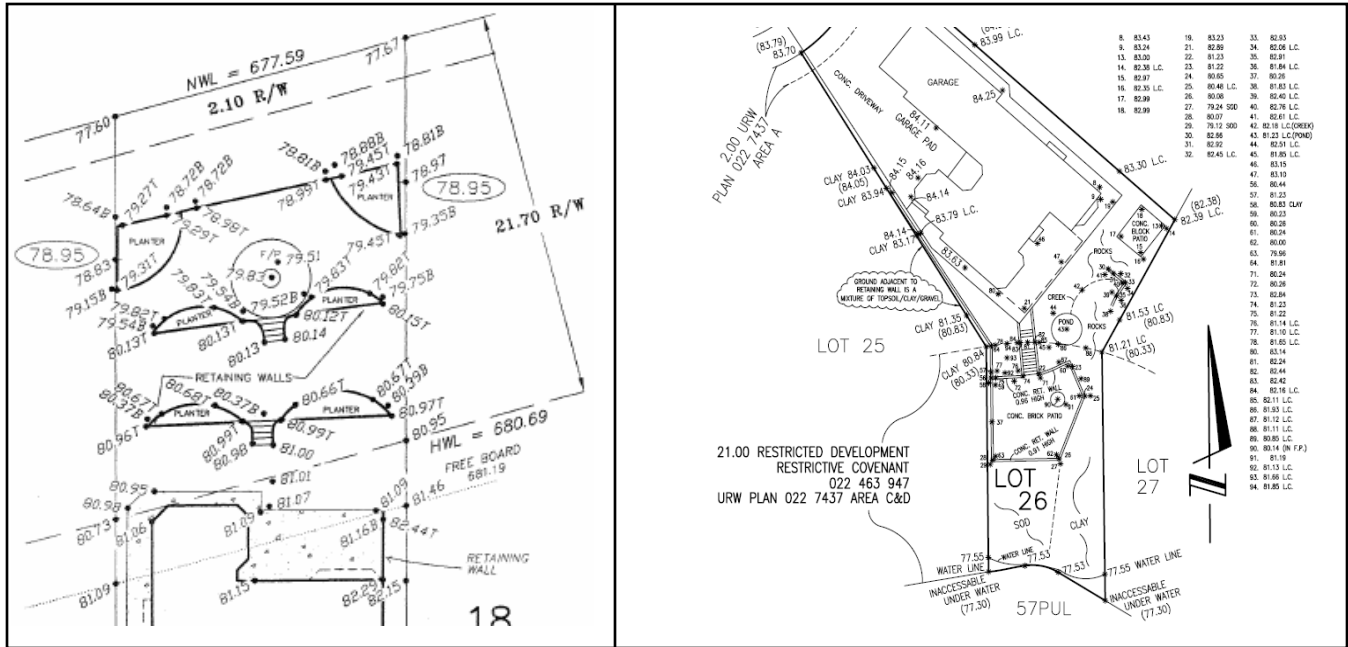 NWL = 677.59
2.10 R/W
77.67
77.60
78.81B
78.88B
79.45T
78.81B
79.43T
78.97
78.95
78.64B
79.27T
78.72B
78.72B
78.99T
78.98T
79.29T
PLANTER
PLANTER
79.35B
79.45T
21.70 R/W
78.95
78.83
79.31T
79.15B
F/P
79.51
79.83
79.83T
79.54B
79.52B
79.63T
79.82T
79.75B
79.82T
79.54B
80.13T
PLANTER
PLANTER
80.13T
80.12T
80.15T
80.13
80.14
RETAINING WALLS
80.67T
80.37B
80.68T
80.37B
80.66T
80.67T
80.39B
PLANTER
PLANTER
80.96T
80.99T
80.99T
80.97T
80.98
81.00
80.95
HWL = 680.69
FREE BOARD
681.19
81.01
80.95
80.98
81.07
81.09
81.46
80.73
81.06
81.09
81.16B
82.44T
RETAINING
WALL
81.09
81.15
82.29
82.15
18
(83.79)
83.70
83.99 L.C.
CONC. DRIVEWAY
GARAGE
84.25
GARAGE PAD
84.11
2.00 URW
PLAN 022 7437
AREA A
CLAY 84.03
(84.05)
CLAY 83.94
84.15
84.16
84.14
83.79 L.C.
84.14
CLAY 83.17
83.63
83.30 L.C.
(82.38)
82.39 L.C.
CONC.
BLOCK
PATIO
ROCKS
GROUND ADJACENT TO
RETAINING WALL IS A
MIXTURE OF TOPSOIL/CLAY/GRAVEL
CREEK
POND
ROCKS
CLAY 81.35
(80.83)
81.53 LC
(80.83)
81.21 LC
(80.33)
LOT 25
CLAY 80.84
(80.33)
CONC. RET. WALL
0.96 HIGH
CONC. BRICK PATIO
CONC. RET. WALL
0.91 HIGH
21.00 RESTRICTED DEVELOPMENT
RESTRICTIVE COVENANT
022 463 947
URW PLAN 022 7437 AREA C&D
LOT
26
LOT
27
SOD
CLAY
77.55
WATER LINE
WATER LINE
77.53
77.53
77.55 WATER LINE
INACCESSABLE
UNDER WATER
(77.30)
INACCESSABLE
UNDER WATER
(77.30)
57PUL
8. 83.43
9. 83.24
13. 83.00
14. 82.38 L.C.
15. 82.97
16. 82.35 L.C.
17. 82.99
18. 82.99
19. 83.23
21. 82.89
22. 81.23
23. 81.22
24. 80.65
25. 80.48 L.C.
26. 80.08
27. 79.24 SOD
28. 80.07
29. 79.12 SOD
30. 82.66
31. 82.92
32. 82.45 L.C.
33. 82.93
34. 82.06 L.C.
35. 82.91
36. 81.84 L.C.
37. 80.26
38. 81.83 L.C.
39. 82.40 L.C.
40. 82.76 L.C.
41. 82.61 L.C.
42. 82.18 L.C.(CREEK)
43. 81.23 L.C.(POND)
44. 82.51 L.C.
45. 81.85 L.C.
46. 83.15
47. 83.10
56. 80.44
57. 81.23
58. 80.83 CLAY
59. 80.23
60. 80.26
61. 80.24
62. 80.00
63. 79.96
64. 81.81
71. 80.24
72. 80.26
73. 82.84
74. 81.23
75. 81.22
76. 81.14 L.C.
77. 81.10 L.C.
78. 81.65 L.C.
80. 83.14
81. 82.24
82. 82.44
83. 82.42
84. 82.16 L.C.
85. 82.11 L.C.
86. 81.93 L.C.
87. 81.12 L.C.
88. 81.11 L.C.
89. 80.85 L.C.
90. 80.14 (IN F.P.)
91. 81.19
92. 81.13 L.C.
93. 81.66 L.C.
94. 81.85 L.C.